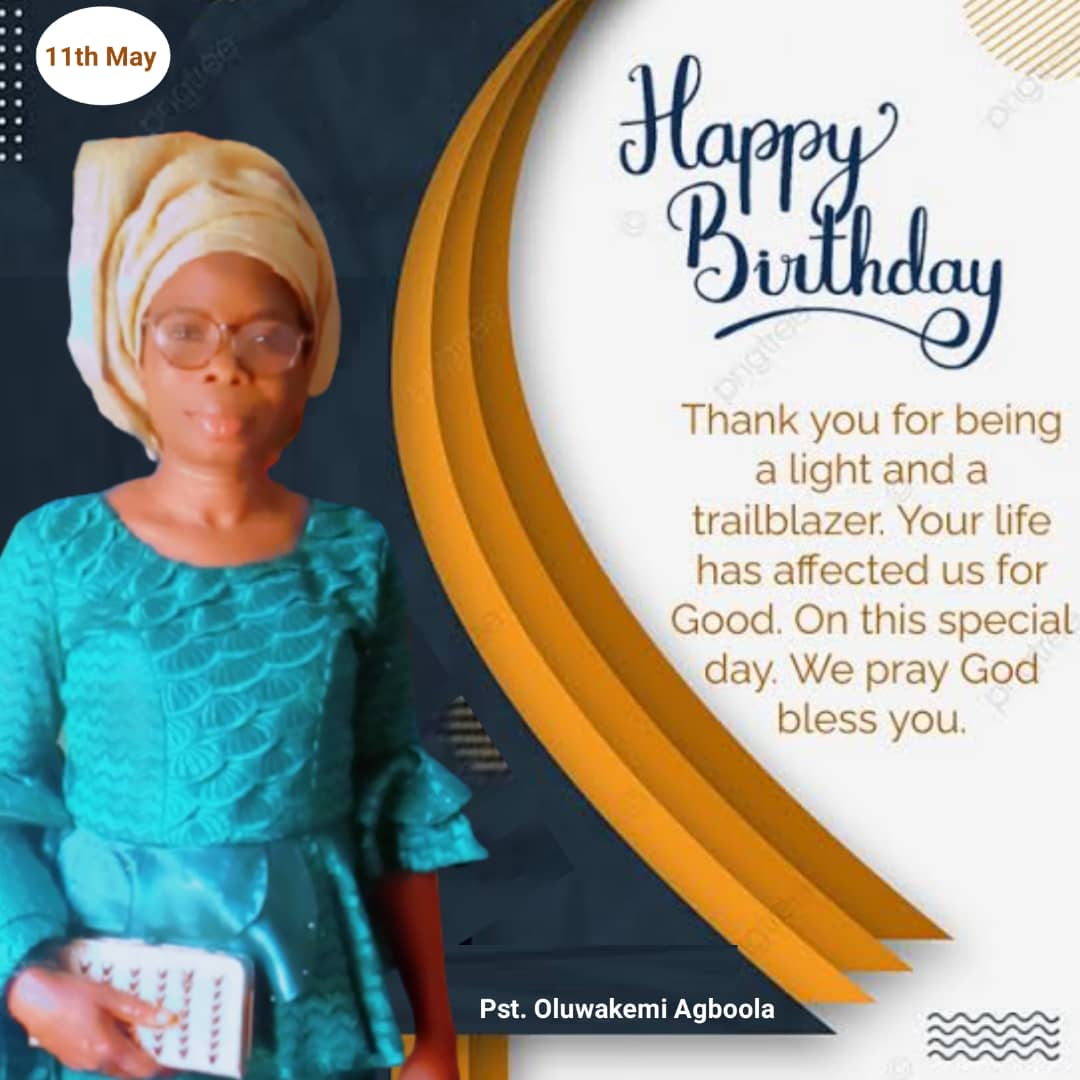 11th May
Happy
Birthday
Thank you for being
a light and a
trailblazer. Your life
has affected us for
Good. On this special
day. We pray God
bless you.
Pst. Oluwakemi Agboola
pngtree